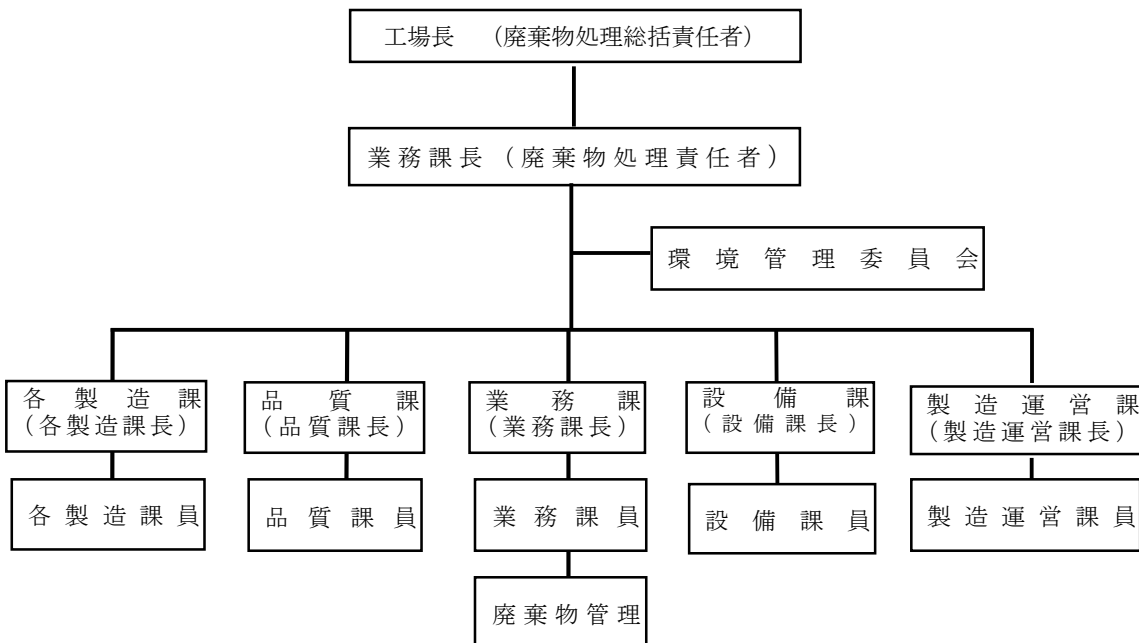 工場長 （廃棄物処理総括責任者）
業務課長（廃棄物処理責任者）
環境管理委員会
各製造課
（各製造課長）
品質課
（品質課長）
業務課
（業務課長）
設備課
（設備課長）
製造運営課
（製造運営課長）
各製造課員
品質課員
業務課員
設備課員
製造運営課員
廃棄物管理